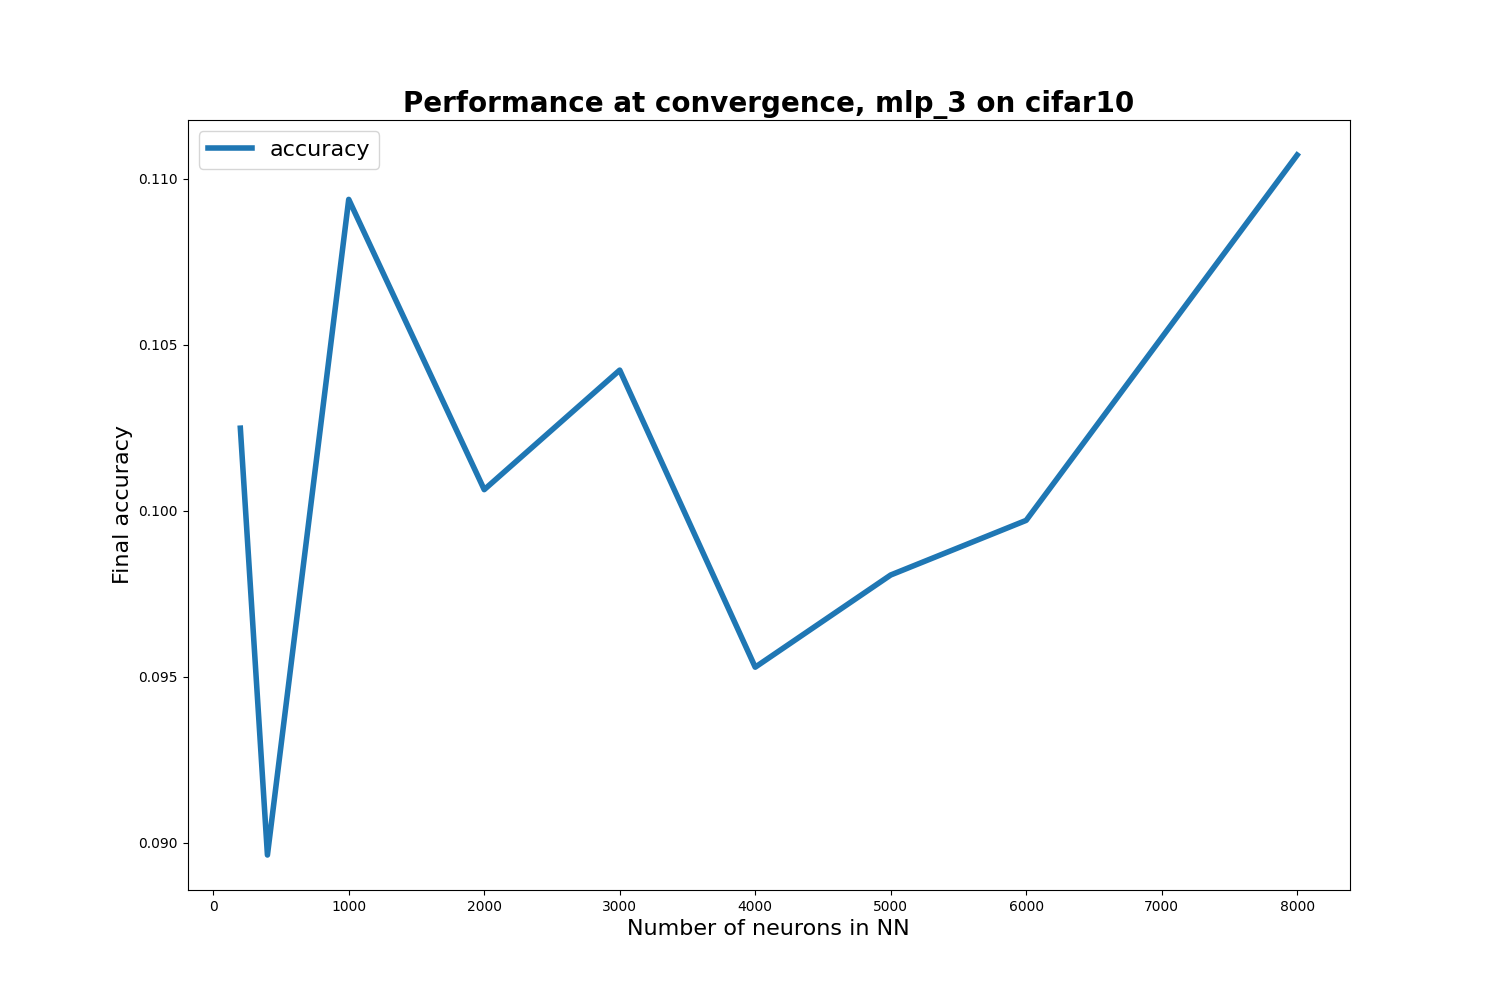 Performance at convergence, mlp_3 on cifar10
accuracy
Final accuracy
0.110
0.105
0.100
0.095
0.090
0 1000 2000 3000 4000 5000 6000 7000 8000
Number of neurons in NN